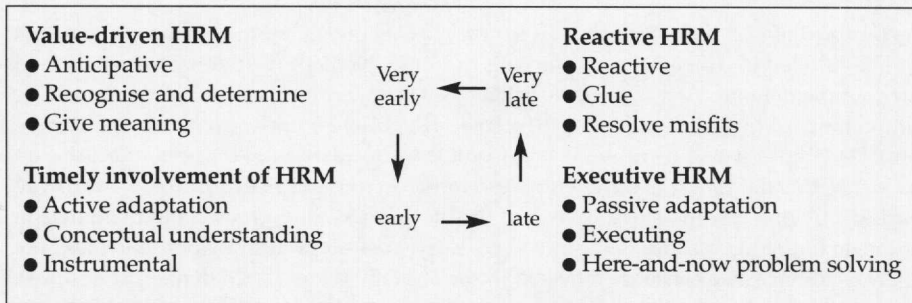 Value-driven HRM
● Anticipative
● Recognise and determine
● Give meaning
Very early
Very late
Reactive HRM
● Reactive
● Glue
● Resolve misfits
Timely involvement of HRM
● Active adaptation
● Conceptual understaiding
● Instrumental
early
late
Executive HRM
● Passive adaptation
● Executing
● Here-and-now problem solving